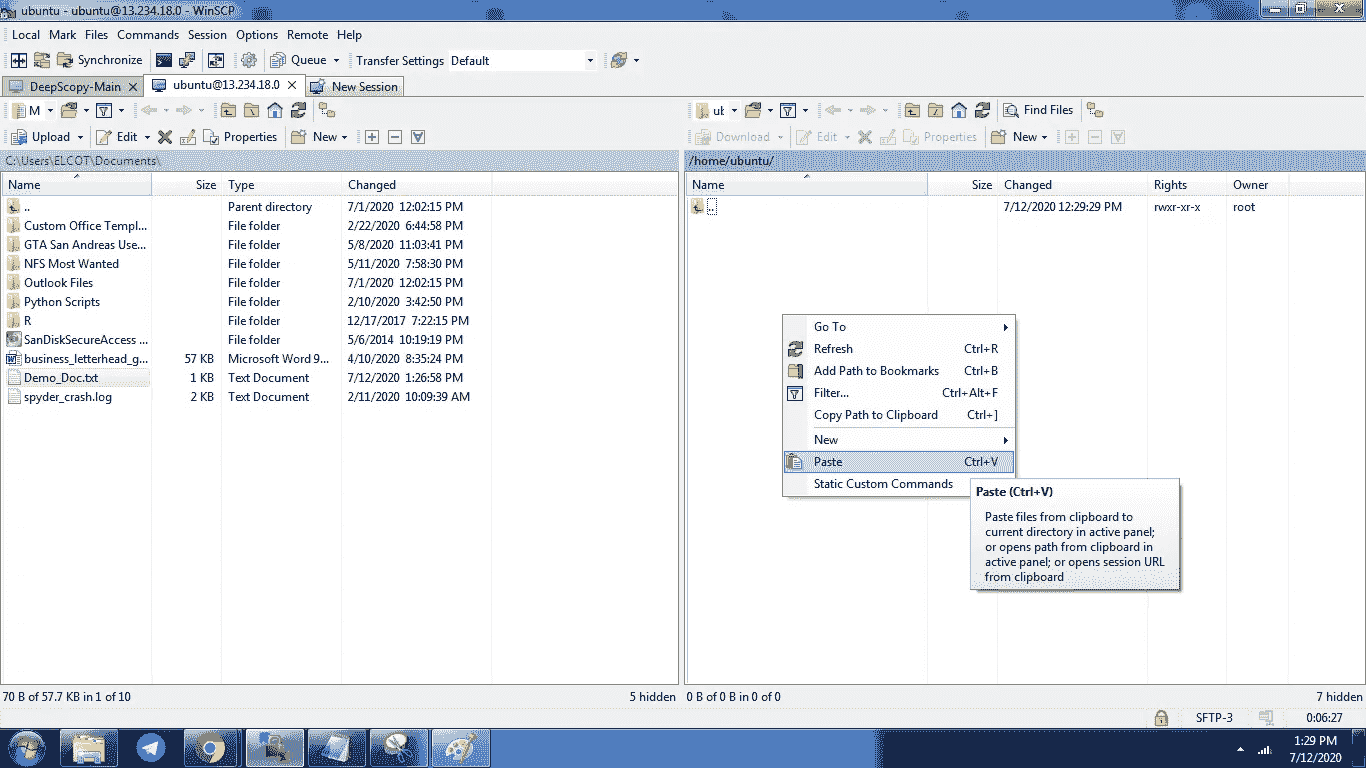 ubuntu - ubuntu@13.234.18.0 - WinSCP
Local Mark Files Commands Session Options Remote Help
Synchronize Queue Transfer Settings Default
DeepScopy-Main ubuntu@13.234.18.0 New Session
M ut Find Files
Upload Edit Properties New Download Edit Properties New
C:\Users\ELCOT\Documents\ /home/ubuntu/
Name Size Type Changed Name Size Changed Rights Owner
.. Parent directory 7/1/2020 12:02:15 PM .. 7/12/2020 12:29:29 PM rwxr-xr-x root
Custom Office Templ... File folder 2/22/2020 6:44:58 PM
GTA San Andreas Use... File folder 5/8/2020 11:03:41 PM
NFS Most Wanted File folder 5/11/2020 7:58:30 PM
Outlook Files File folder 7/1/2020 12:02:15 PM
Python Scripts File folder 2/10/2020 3:42:50 PM
R File folder 12/17/2017 7:22:15 PM
SanDiskSecureAccess ... File folder 5/6/2014 10:19:19 PM
business_letterhead_g... 57 KB Microsoft Word 9... 4/10/2020 8:35:24 PM
Demo_Doc.txt 1 KB Text Document 7/12/2020 1:26:58 PM
spyder_crash.log 2 KB Text Document 2/11/2020 10:09:39 AM
Go To
Refresh Ctrl+R
Add Path to Bookmarks Ctrl+B
Filter... Ctrl+Alt+F
Copy Path to Clipboard Ctrl+]
New
Paste Ctrl+V
Static Custom Commands
Paste (Ctrl+V)
Paste files from clipboard to
current directory in active panel;
or opens path from clipboard in
active panel; or opens session URL
from clipboard
70 B of 57.7 KB in 1 of 10 5 hidden 0 B of 0 B in 0 of 0 7 hidden
SFTP-3 0:06:27
1:29 PM
7/12/2020